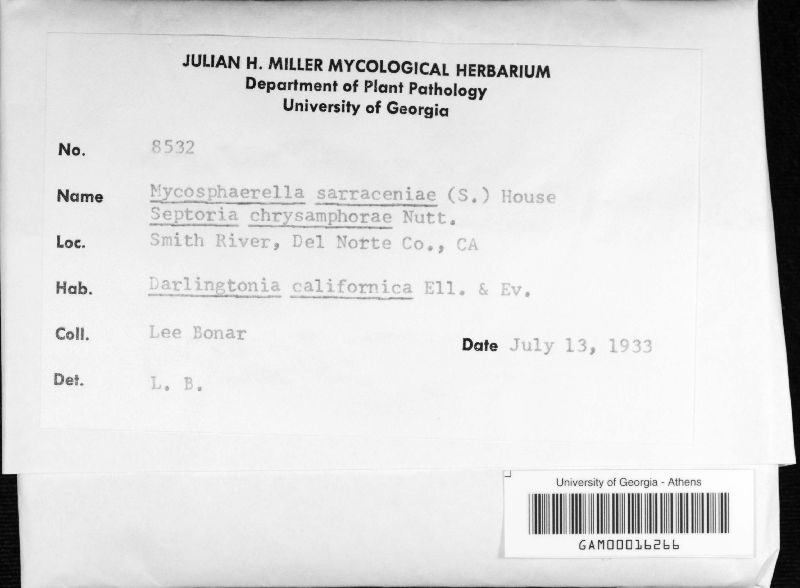 JULIAN H. MILLER MYCOLOGICAL HERBARIUM
Department of Plant Pathology
University of Georgia
No. 8532
Name Mycosphaerella sarraceniae (S.) House
Septoria chrysamphorae Nutt.
Loc. Smith River, Del Norte Co., CA
Hab. Darlingtonia californica Ell. & Ev.
Coll. Lee Bonar Date July 13, 1933
Det. L. B.
University of Georgia - Athens
GAM00016266